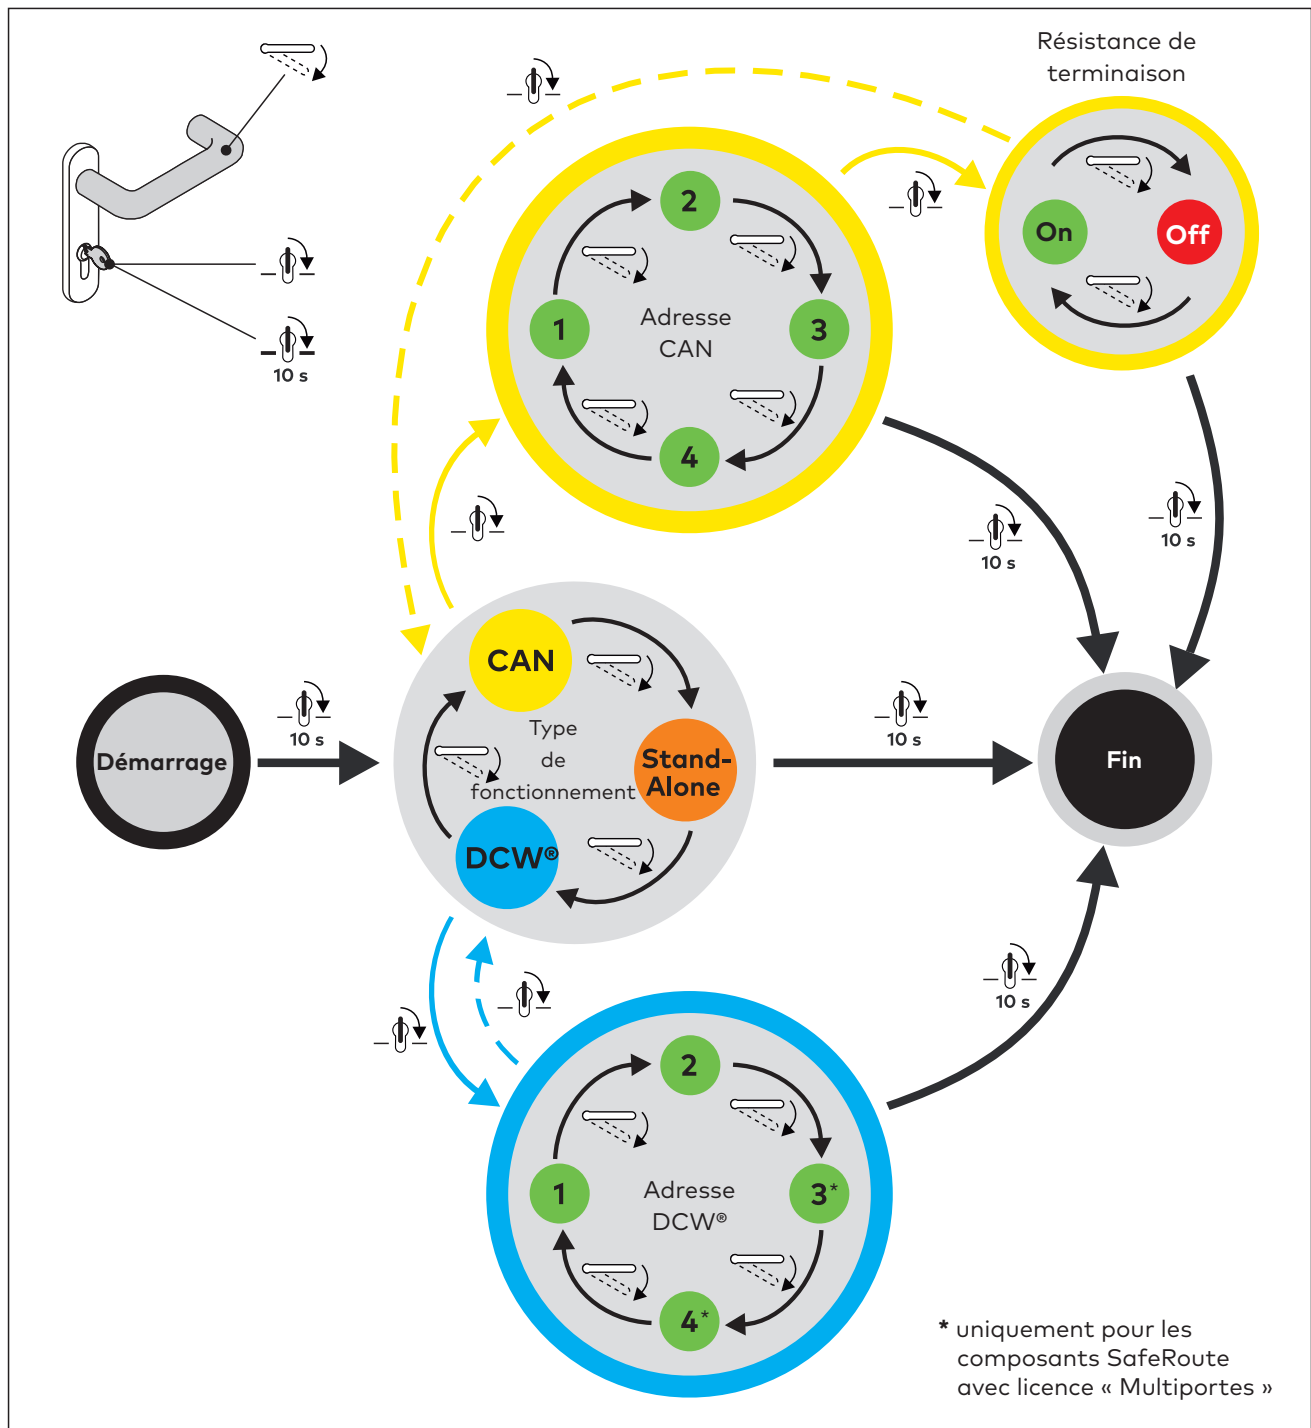 Résistance de
terminaison
10 s
2
1
3
4
Adresse
CAN
On
Off
10 s
10 s
Démarrage
10 s
CAN
Type
de
fonctionnement
Stand-
Alone
DCW®
10 s
Fin
10 s
2
1
3*
4*
Adresse
DCW®
* uniquement pour les
composants SafeRoute
avec licence « Multiportes »